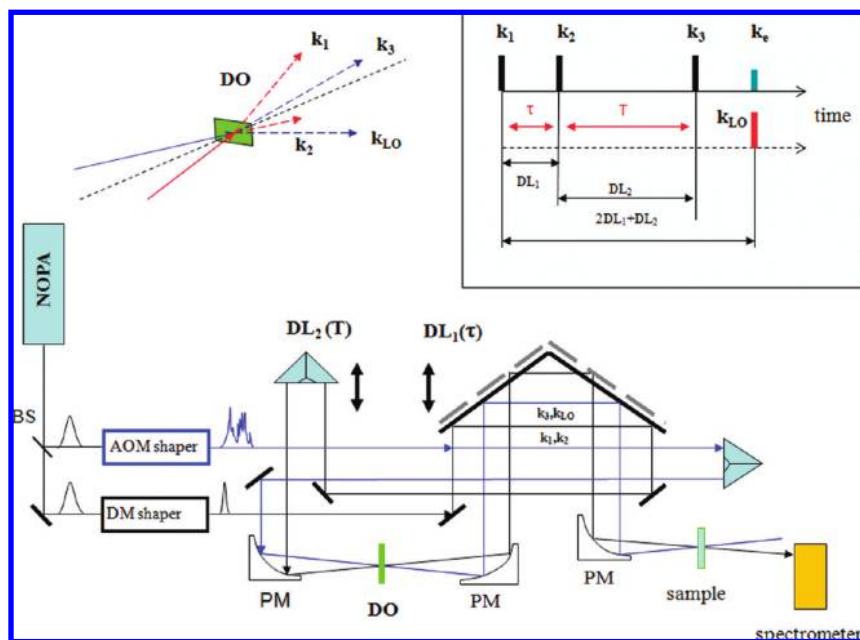 DO
k1
k3
k2
kLO
k1 k2 k3 ke
τ T kLO
time
DL1
DL2
2DL1+DL2
NOPA
DL2 (T) DL1(τ)
BS
AOM shaper
k3,kLO
k1,k2
DM shaper
PM DO PM PM
sample
spectrometer